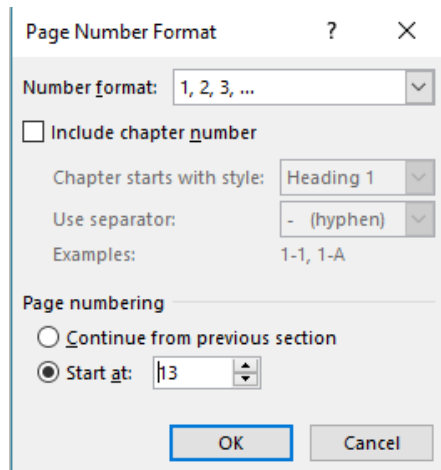 Page Number Format ?
Number format: 1, 2, 3, ...
Include chapter number
Chapter starts with style: Heading 1
Use separator: - (hyphen)
Examples: 1-1, 1-A
Page numbering
Continue from previous section
Start at: 13
OK Cancel